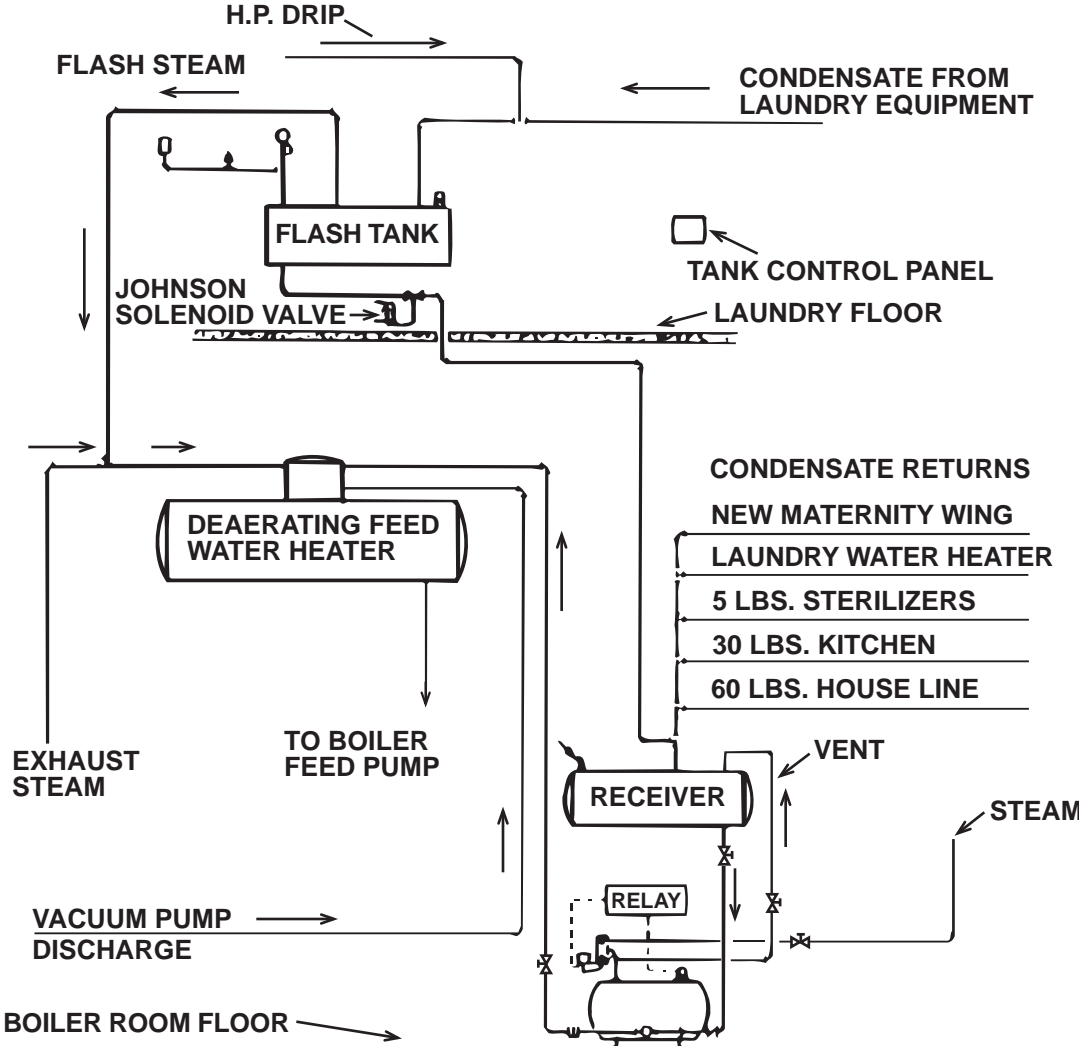 H.P. DRIP
FLASH STEAM
CONDENSATE FROM
LAUNDRY EQUIPMENT
FLASH TANK
TANK CONTROL PANEL
JOHNSON
SOLENOID VALVE
LAUNDRY FLOOR
CONDENSATE RETURNS
NEW MATERNITY WING
DEAERATING FEED
WATER HEATER
LAUNDRY WATER HEATER
5 LBS. STERILIZERS
30 LBS. KITCHEN
60 LBS. HOUSE LINE
EXHAUST
STEAM
TO BOILER
FEED PUMP
VENT
RECEIVER
STEAM
RELAY
VACUUM PUMP
DISCHARGE
BOILER ROOM FLOOR